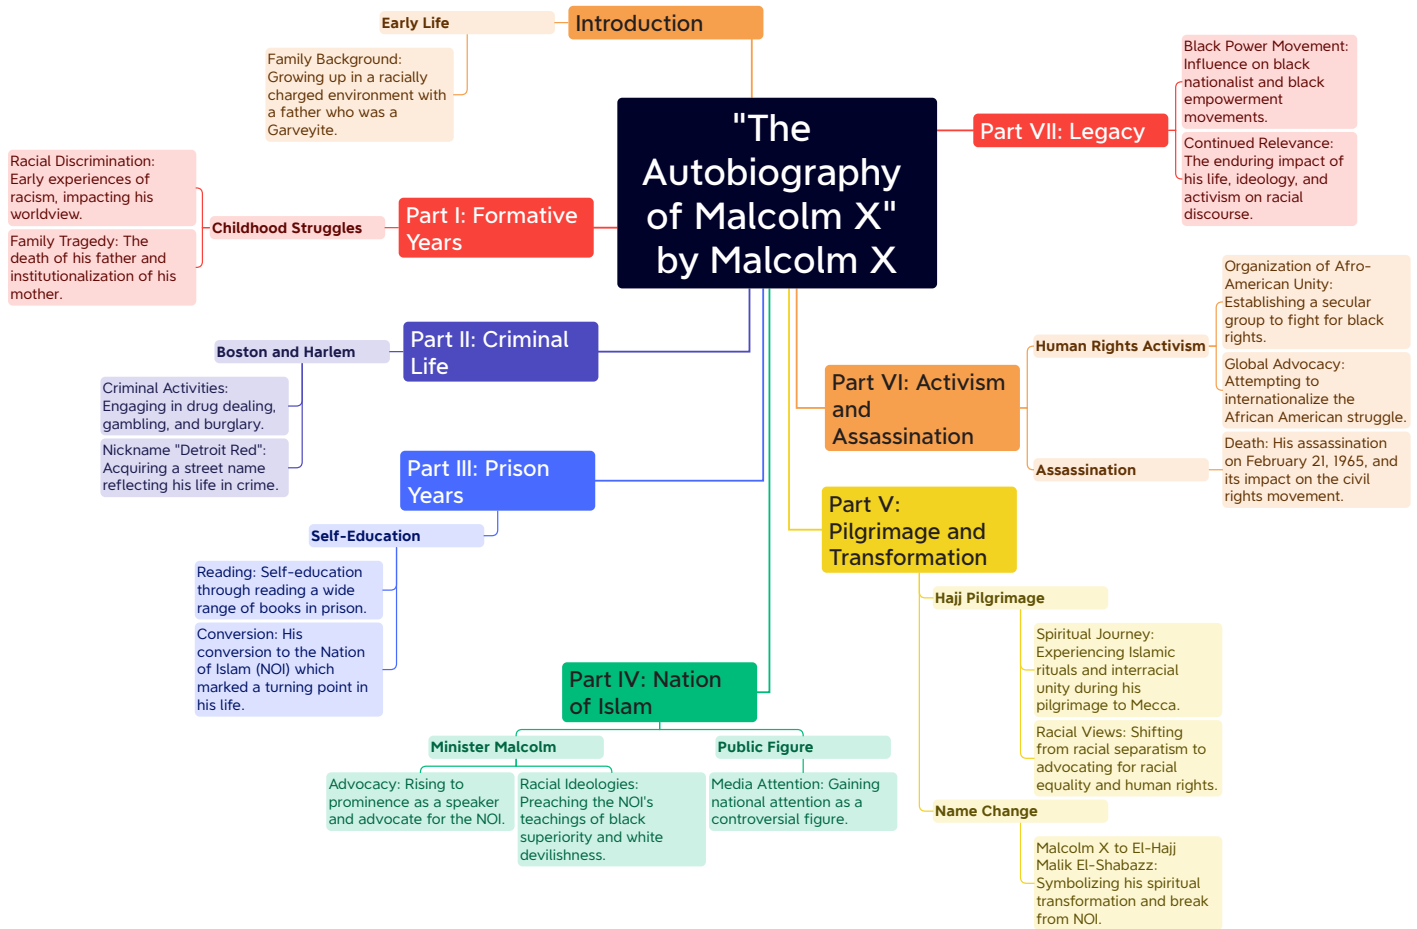 "The
Autobiography
of Malcolm X"
by Malcolm X
Introduction
Early Life
Family Background:
Growing up in a racially
charged environment with
a father who was a
Garveyite.
Part I: Formative
Years
Childhood Struggles
Racial Discrimination:
Early experiences of
racism, impacting his
worldview.
Family Tragedy: The
death of his father and
institutionalization of his
mother.
Part II: Criminal
Life
Boston and Harlem
Criminal Activities:
Engaging in drug dealing,
gambling, and burglary.
Nickname "Detroit Red":
Acquiring a street name
reflecting his life in crime.
Part III: Prison
Years
Self-Education
Reading: Self-education
through reading a wide
range of books in prison.
Conversion: His
conversion to the Nation
of Islam (NOI) which
marked a turning point in
his life.
Part IV: Nation
of Islam
Minister Malcolm
Advocacy: Rising to
prominence as a speaker
and advocate for the NOI.
Racial Ideologies:
Preaching the NOI's
teachings of black
superiority and white
devilishness.
Public Figure
Media Attention: Gaining
national attention as a
controversial figure.
Part V:
Pilgrimage and
Transformation
Hajj Pilgrimage
Spiritual Journey:
Experiencing Islamic
rituals and interracial
unity during his
pilgrimage to Mecca.
Racial Views: Shifting
from racial separatism to
advocating for racial
equality and human rights.
Name Change
Malcolm X to El-Hajj
Malik El-Shabazz:
Symbolizing his spiritual
transformation and break
from NOI.
Part VI: Activism
and
Assassination
Human Rights Activism
Organization of Afro-
American Unity:
Establishing a secular
group to fight for black
rights.
Global Advocacy:
Attempting to
internationalize the
African American struggle.
Assassination
Death: His assassination
on February 21, 1965, and
its impact on the civil
rights movement.
Part VII: Legacy
Black Power Movement:
Influence on black
nationalist and black
empowerment
movements.
Continued Relevance:
The enduring impact of
his life, ideology, and
activism on racial
discourse.